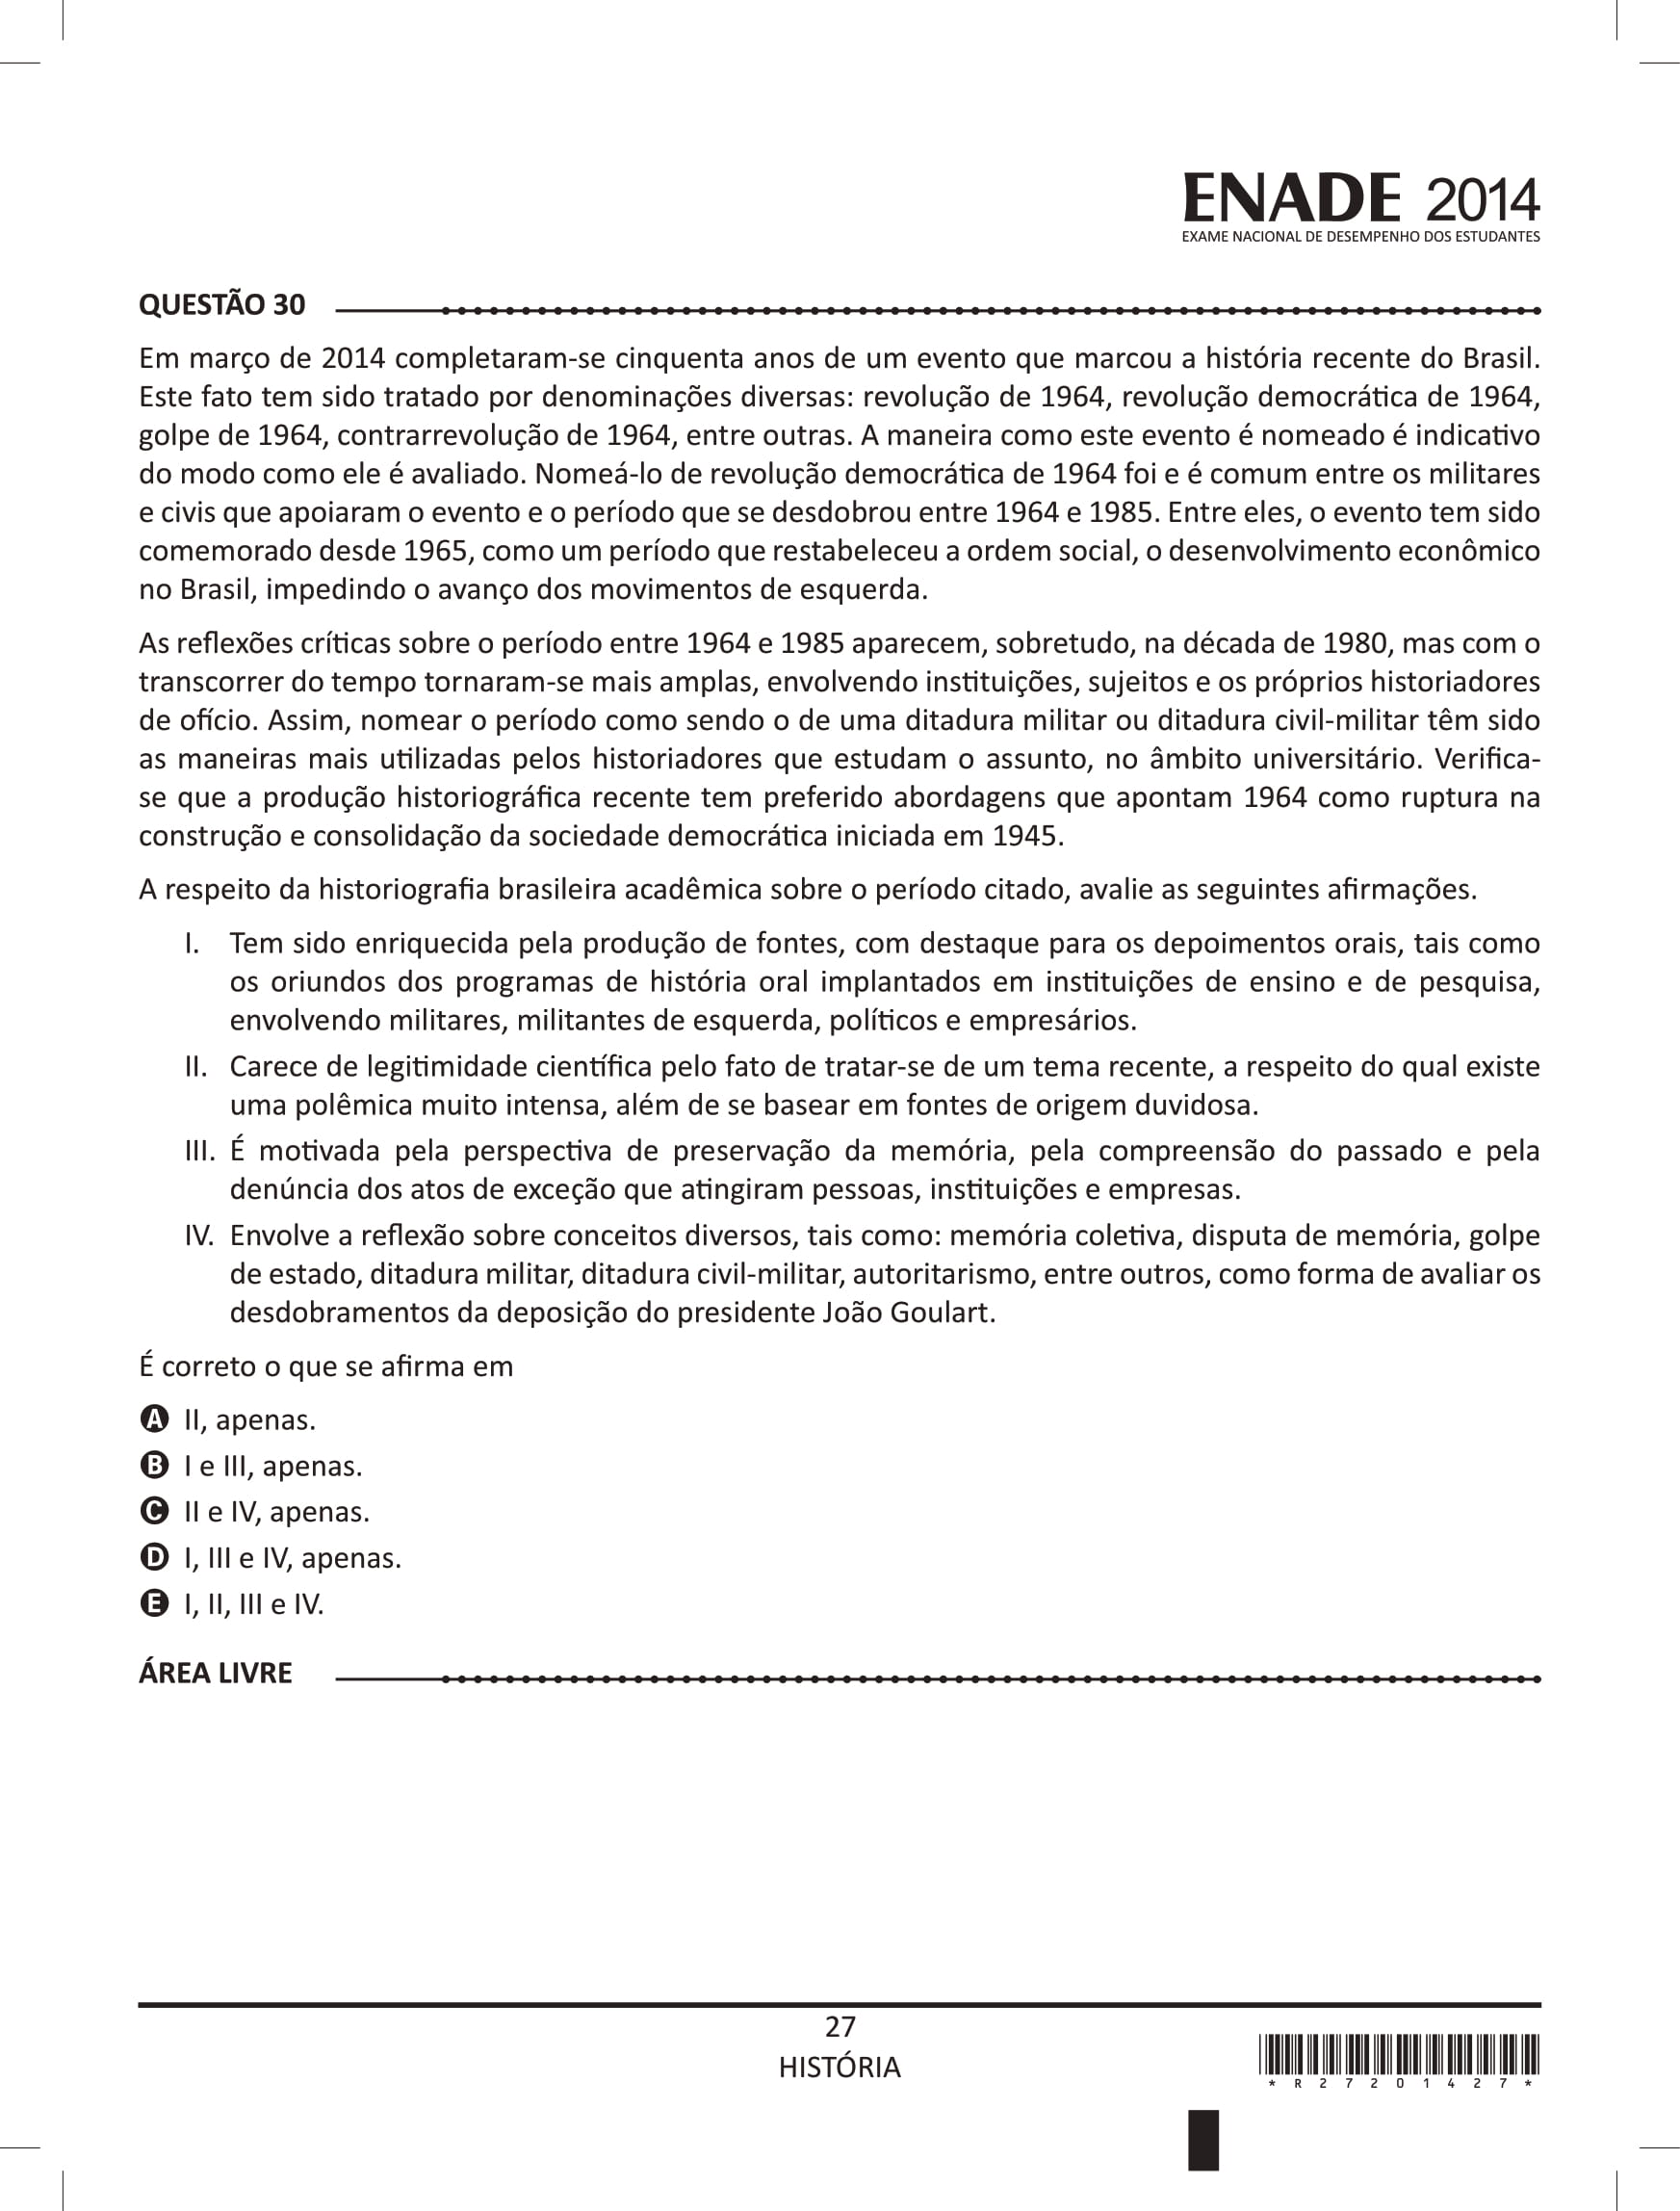 ENADE 2014
EXAME NACIONAL DE DESEMPENHO DOS ESTUDANTES
QUESTÃO 30
Em março de 2014 completaram-se cinquenta anos de um evento que marcou a história recente do Brasil.
Este fato tem sido tratado por denominações diversas: revolução de 1964, revolução democrática de 1964,
golpe de 1964, contrarrevolução de 1964, entre outras. A maneira como este evento é nomeado é indicativo
do modo como ele é avaliado. Nomeá-lo de revolução democrática de 1964 foi e é comum entre os militares
e civis que apoiaram o evento e o período que se desdobrou entre 1964 e 1985. Entre eles, o evento tem sido
comemorado desde 1965, como um período que restabeleceu a ordem social, o desenvolvimento econômico
no Brasil, impedindo o avanço dos movimentos de esquerda.
As reflexões críticas sobre o período entre 1964 e 1985 aparecem, sobretudo, na década de 1980, mas com o
transcorrer do tempo tornaram-se mais amplas, envolvendo instituições, sujeitos e os próprios historiadores
de ofício. Assim, nomear o período como sendo o de uma ditadura militar ou ditadura civil-militar têm sido
as maneiras mais utilizadas pelos historiadores que estudam o assunto, no âmbito universitário. Verifica-
se que a produção historiográfica recente tem preferido abordagens que apontam 1964 como ruptura na
construção e consolidação da sociedade democrática iniciada em 1945.
A respeito da historiografia brasileira acadêmica sobre o período citado, avalie as seguintes afirmações.
I. Tem sido enriquecida pela produção de fontes, com destaque para os depoimentos orais, tais como
os oriundos dos programas de história oral implantados em instituições de ensino e de pesquisa,
envolvendo militares, militantes de esquerda, políticos e empresários.
II. Carece de legitimidade científica pelo fato de tratar-se de um tema recente, a respeito do qual existe
uma polêmica muito intensa, além de se basear em fontes de origem duvidosa.
III. É motivada pela perspectiva de preservação da memória, pela compreensão do passado e pela
denúncia dos atos de exceção que atingiram pessoas, instituições e empresas.
IV. Envolve a reflexão sobre conceitos diversos, tais como: memória coletiva, disputa de memória, golpe
de estado, ditadura militar, ditadura civil-militar, autoritarismo, entre outros, como forma de avaliar os
desdobramentos da deposição do presidente João Goulart.
É correto o que se afirma em
A II, apenas.
B I e III, apenas.
C II e IV, apenas.
D I, III e IV, apenas.
E I, II, III e IV.
ÁREA LIVRE
27
HISTÓRIA
* R 2 7 2 0 1 4 2 7 *